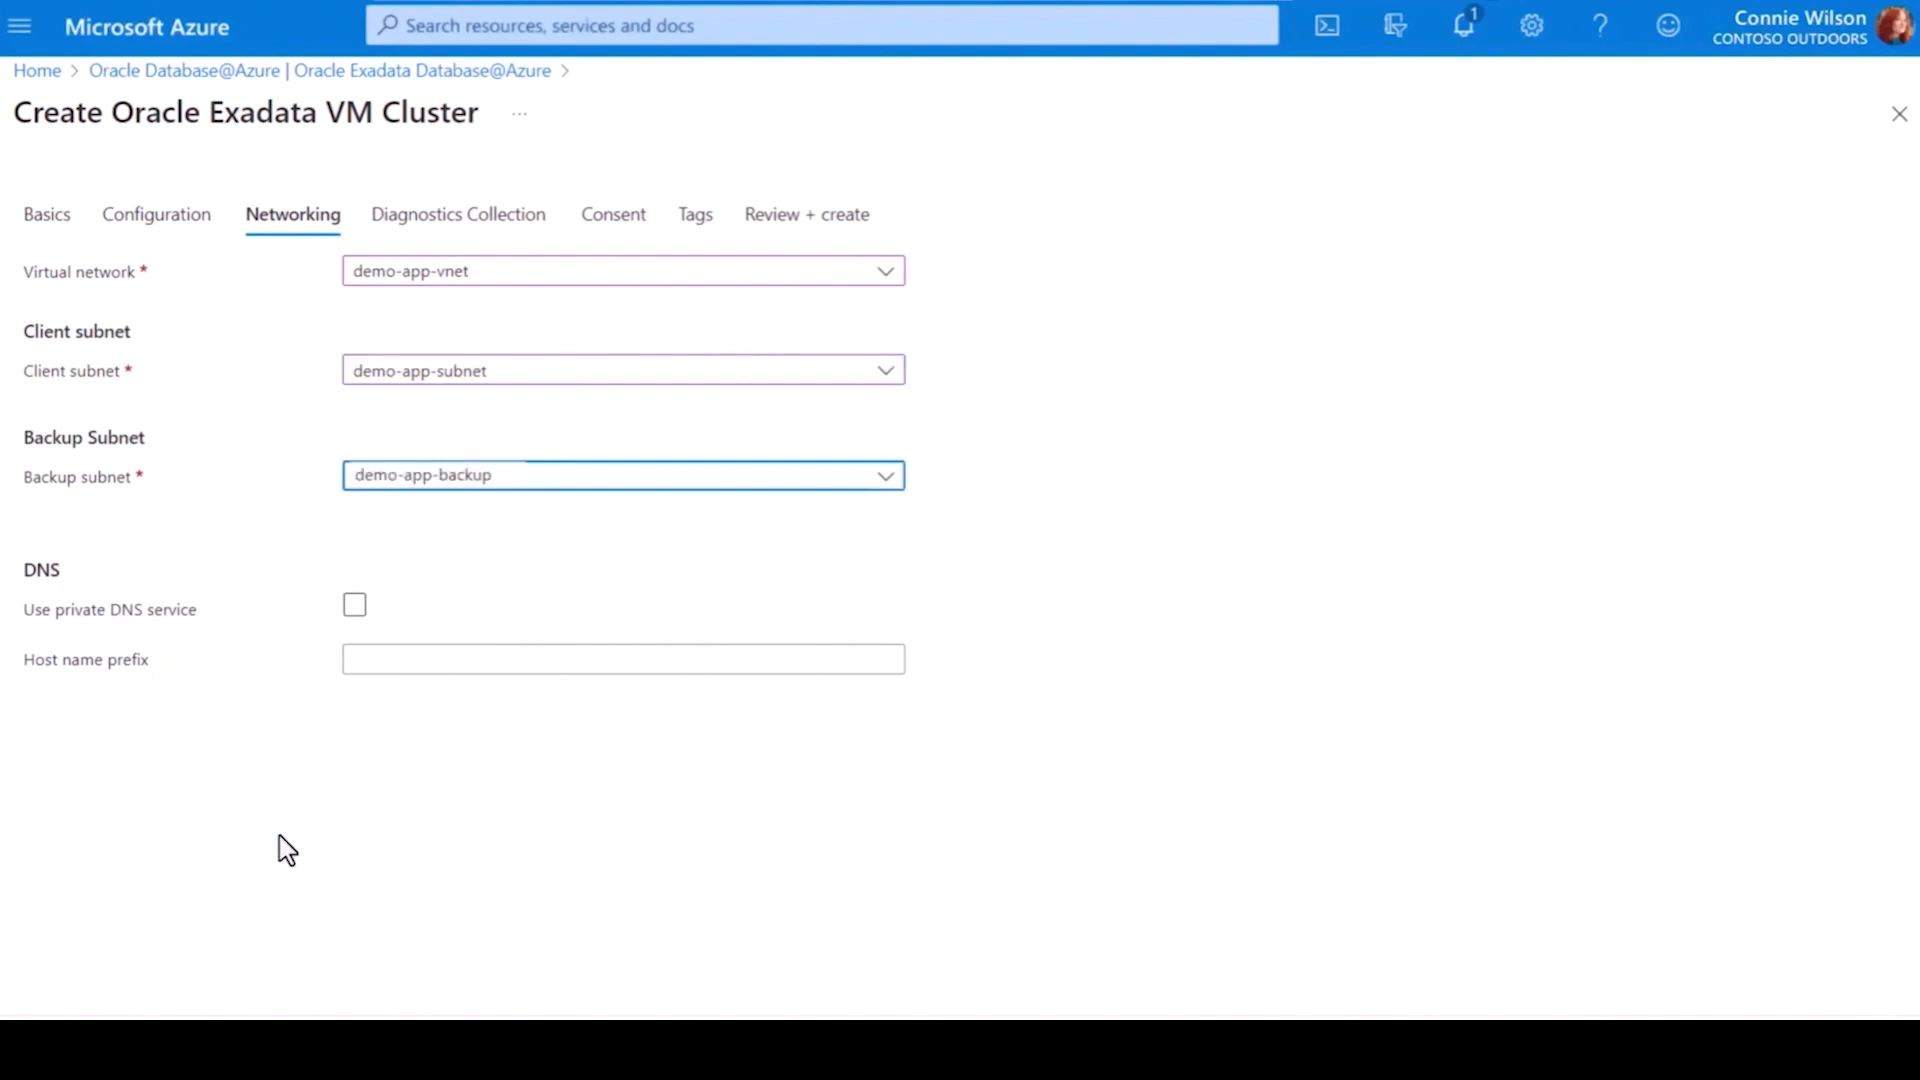 Microsoft Azure
Search resources, services and docs
1
Connie Wilson
CONTOSO OUTDOORS
Home > Oracle Database@Azure | Oracle Exadata Database@Azure >
Create Oracle Exadata VM Cluster ...
Basics Configuration Networking Diagnostics Collection Consent Tags Review + create
Virtual network * demo-app-vnet
Client subnet
Client subnet * demo-app-subnet
Backup Subnet
Backup subnet * demo-app-backup
DNS
Use private DNS service
Host name prefix